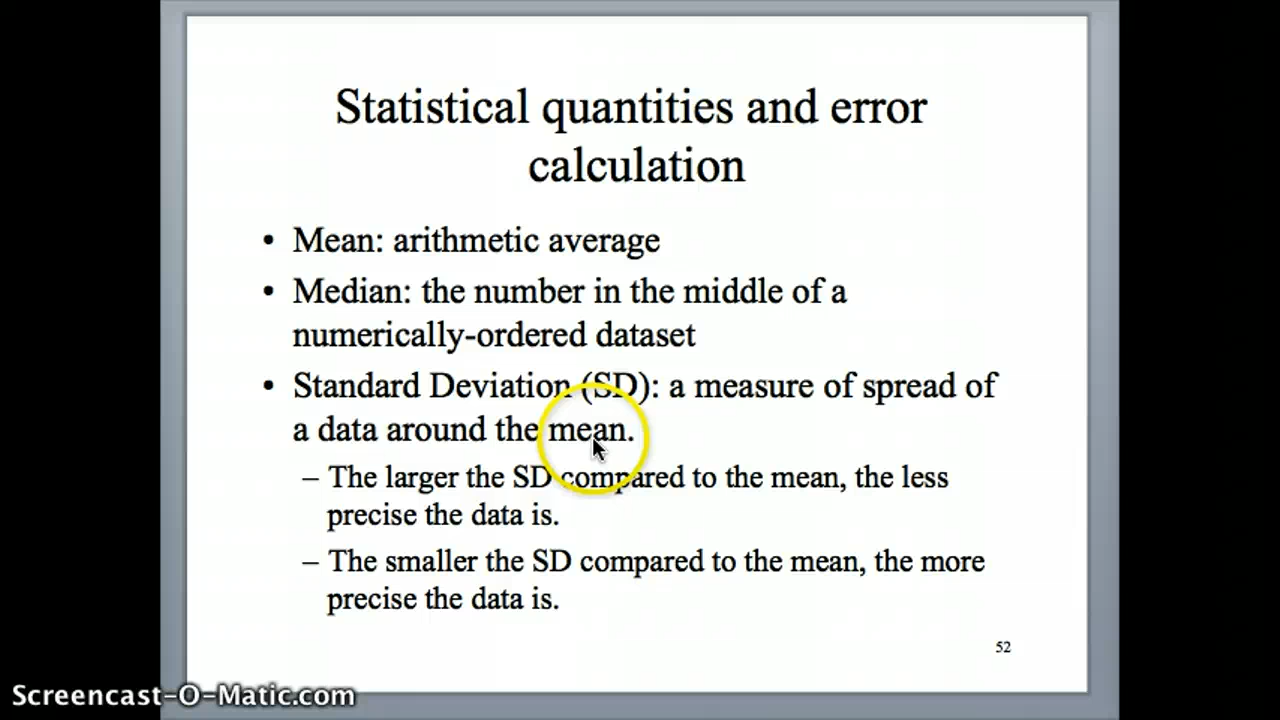 Statistical quantities and error
calculation
• Mean: arithmetic average
• Median: the number in the middle of a
numerically-ordered dataset
• Standard Deviation (SD): a measure of spread of
a data around the mean.
– The larger the SD compared to the mean, the less
precise the data is.
– The smaller the SD compared to the mean, the more
precise the data is.
52
Screencast-O-Matic.com